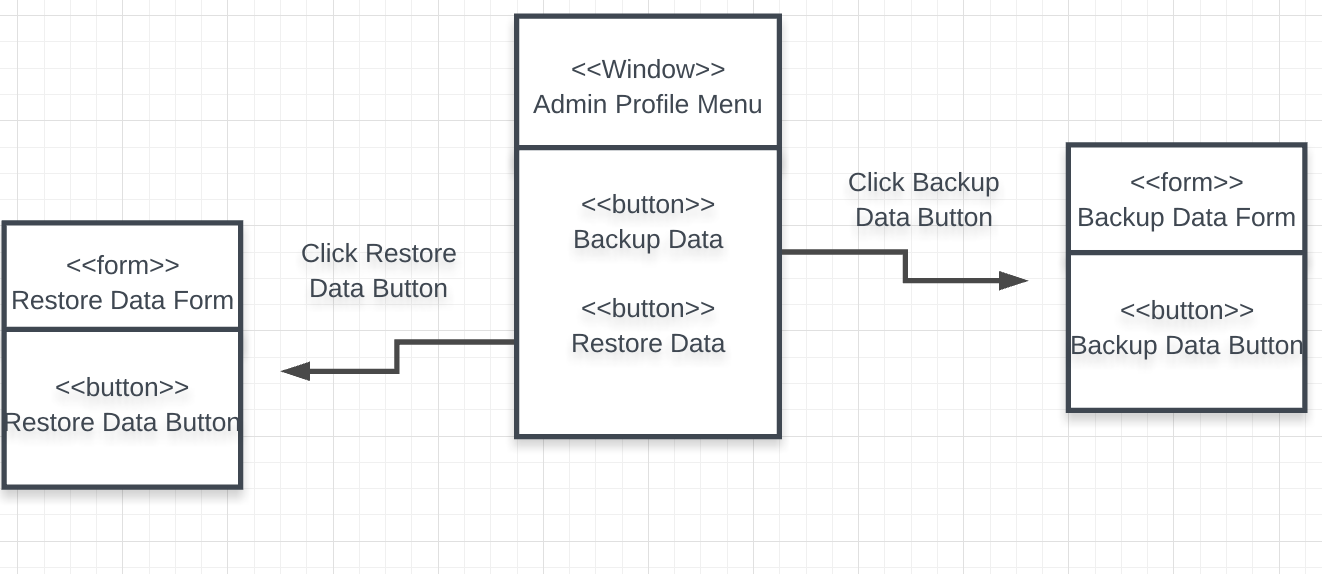 <<Window>>
Admin Profile Menu
<<button>>
Backup Data
<<button>>
Restore Data
Click Backup
Data Button
<<form>>
Backup Data Form
<<button>>
Backup Data Button
Click Restore
Data Button
<<form>>
Restore Data Form
<<button>>
Restore Data Button